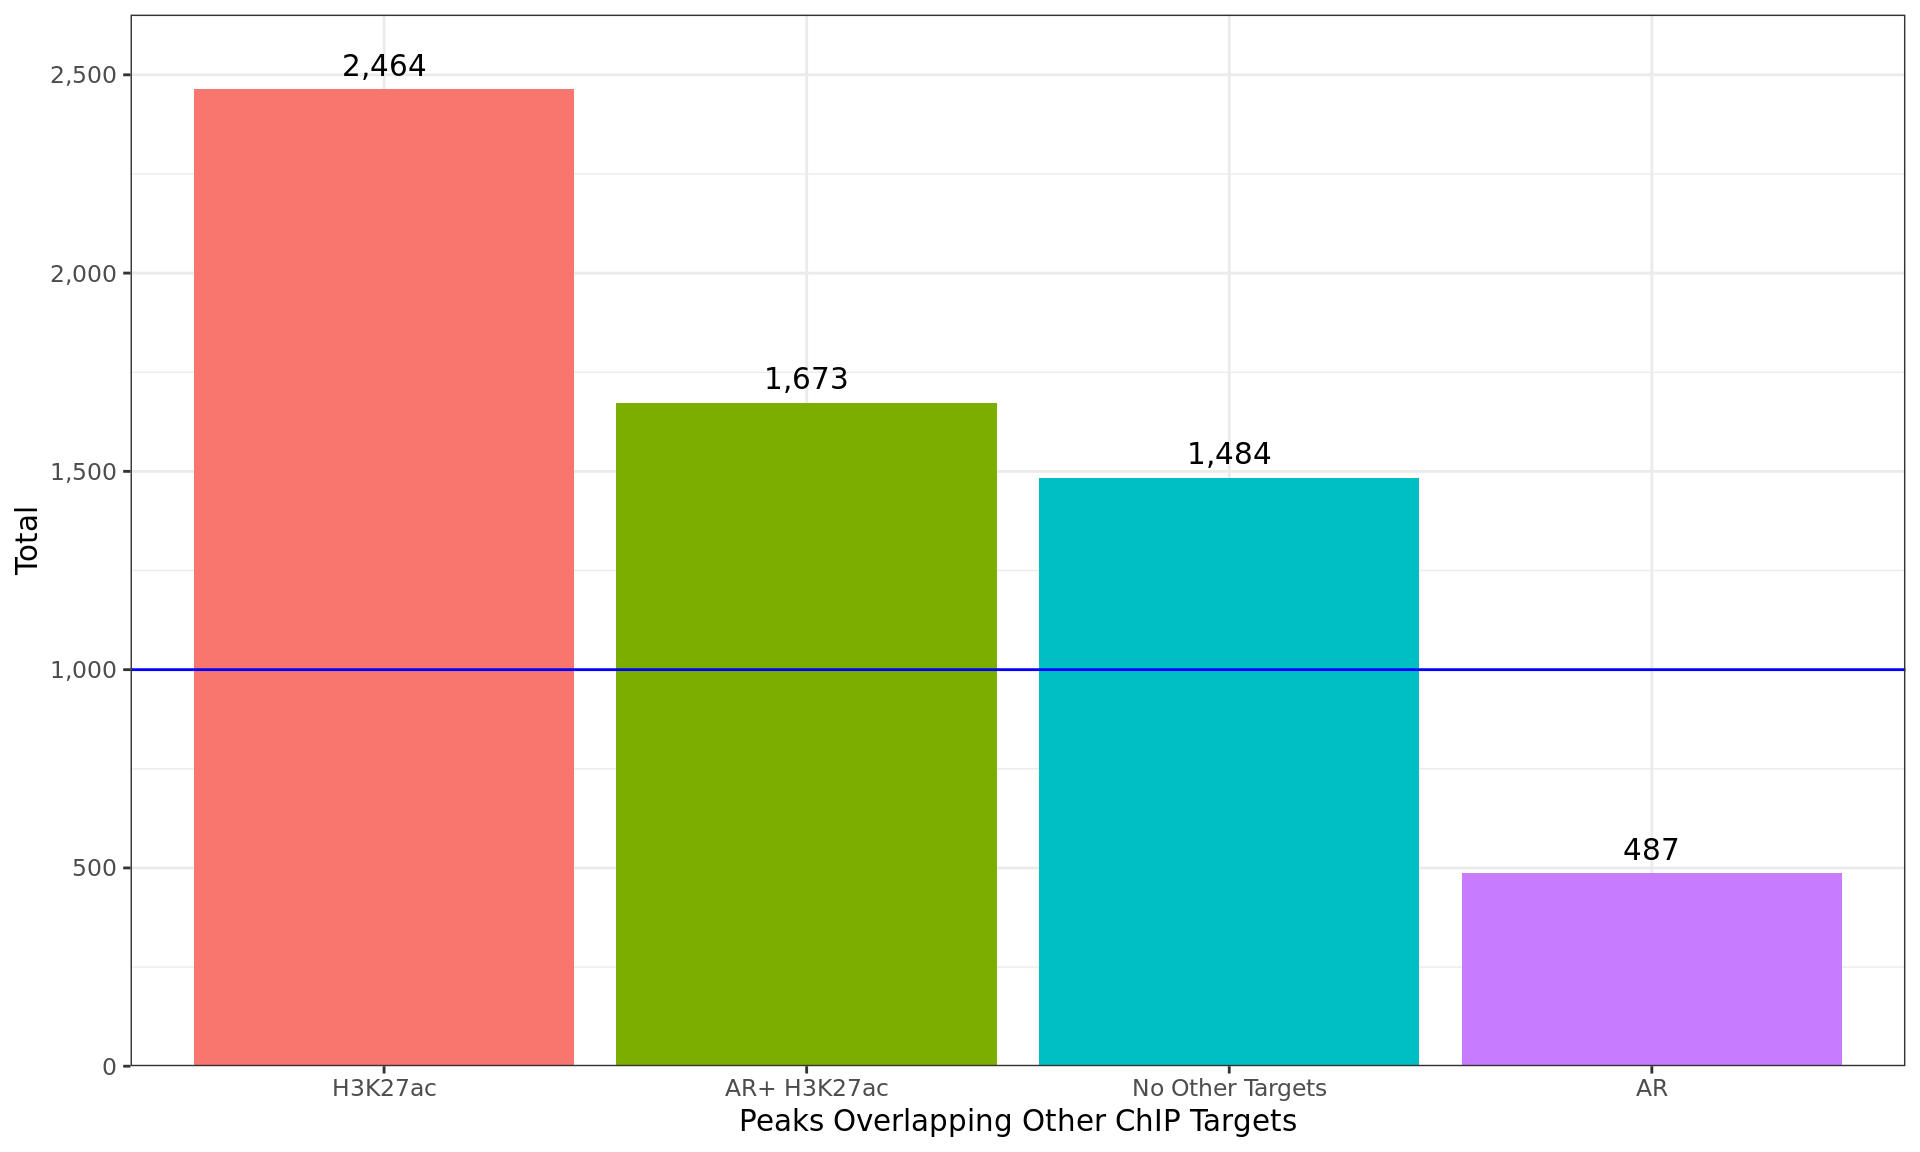 2,464
2,500
2,000
1,673
1,484
1,500
Total
1,000
487
500
0
H3K27ac
AR+ H3K27ac
No Other Targets
AR
Peaks Overlapping Other ChIP Targets